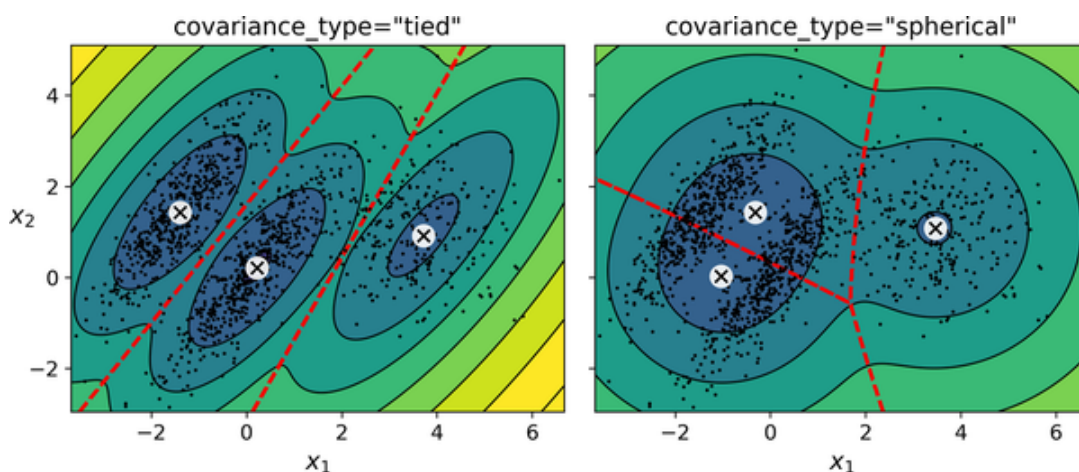 covariance_type="tied"
covariance_type="spherical"
4
2
0
−2
x₂
−2 0 2 4 6
−2 0 2 4 6
x₁
x₁